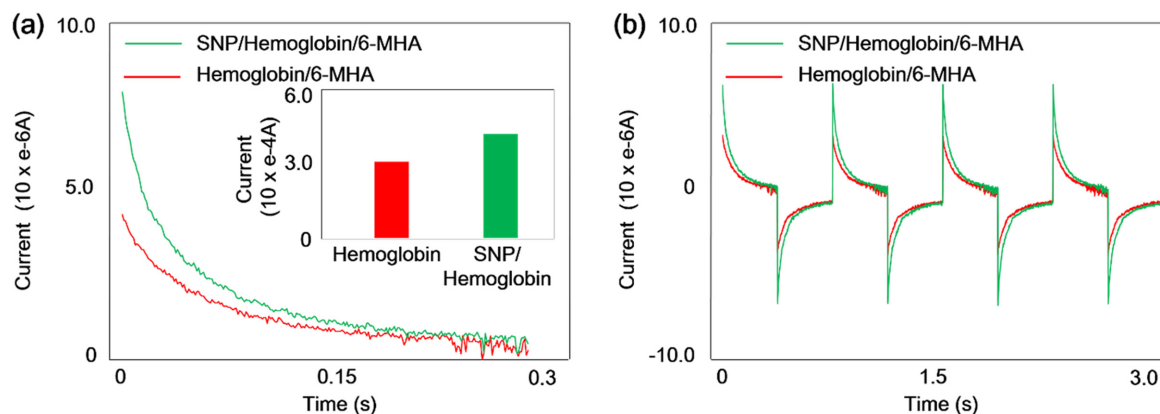 (a)
10.0
SNP/Hemoglobin/6-MHA
Hemoglobin/6-MHA
Current (10 x e-6A)
5.0
0
0
0.15
0.3
Time (s)
6.0
Current
(10 x e-4A)
3.0
0
Hemoglobin
SNP/
Hemoglobin
(b)
10.0
SNP/Hemoglobin/6-MHA
Hemoglobin/6-MHA
Current (10 x e-6A)
0
-10.0
0
1.5
3.0
Time (s)